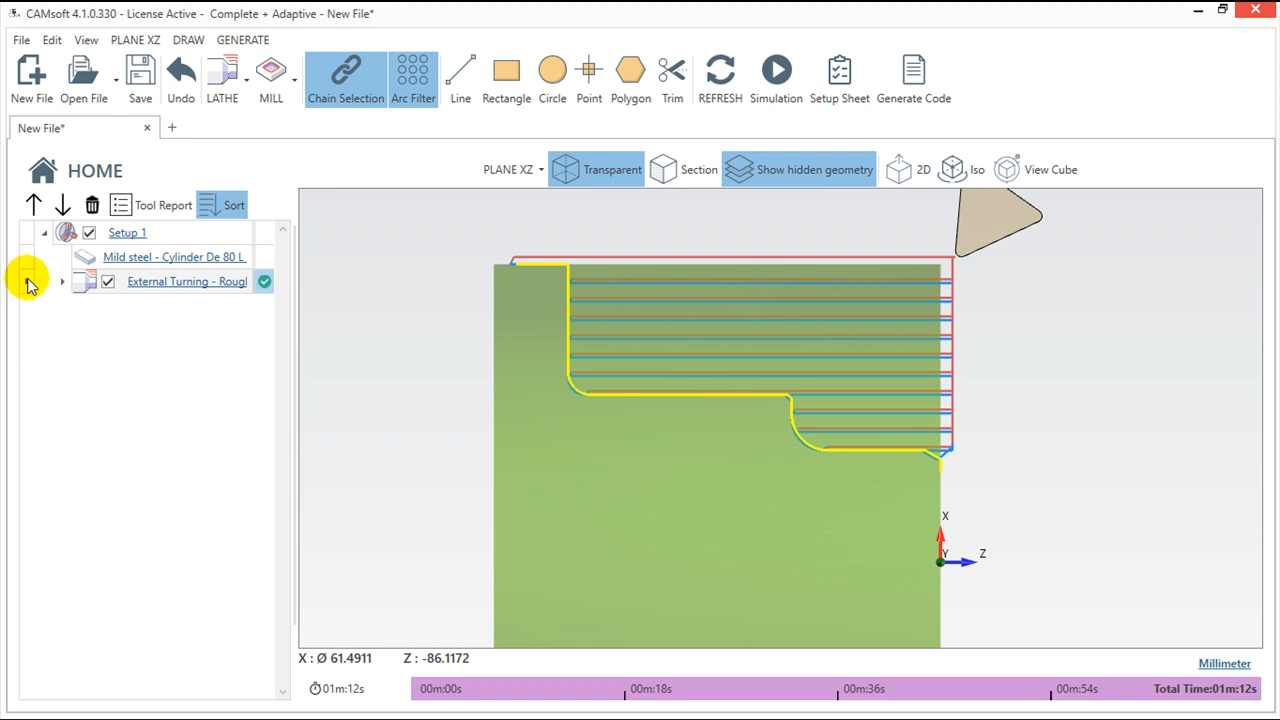 CAMsoft 4.1.0.330 - License Active - Complete + Adaptive - New File*
File Edit View PLANE XZ DRAW GENERATE
New File Open File Save Undo LATHE MILL Chain Selection Arc Filter Line Rectangle Circle Point Polygon Trim REFRESH Simulation Setup Sheet Generate Code
New File*
HOME PLANE XZ Transparent Section Show hidden geometry 2D Iso View Cube
Tool Report Sort
Setup 1
Mild steel - Cylinder De 80 L
External Turning - Rough
X
Y Z
X : Ø 61.4911 Z : -86.1172 Millimeter
01m:12s 00m:00s 00m:18s 00m:36s 00m:54s Total Time:01m:12s